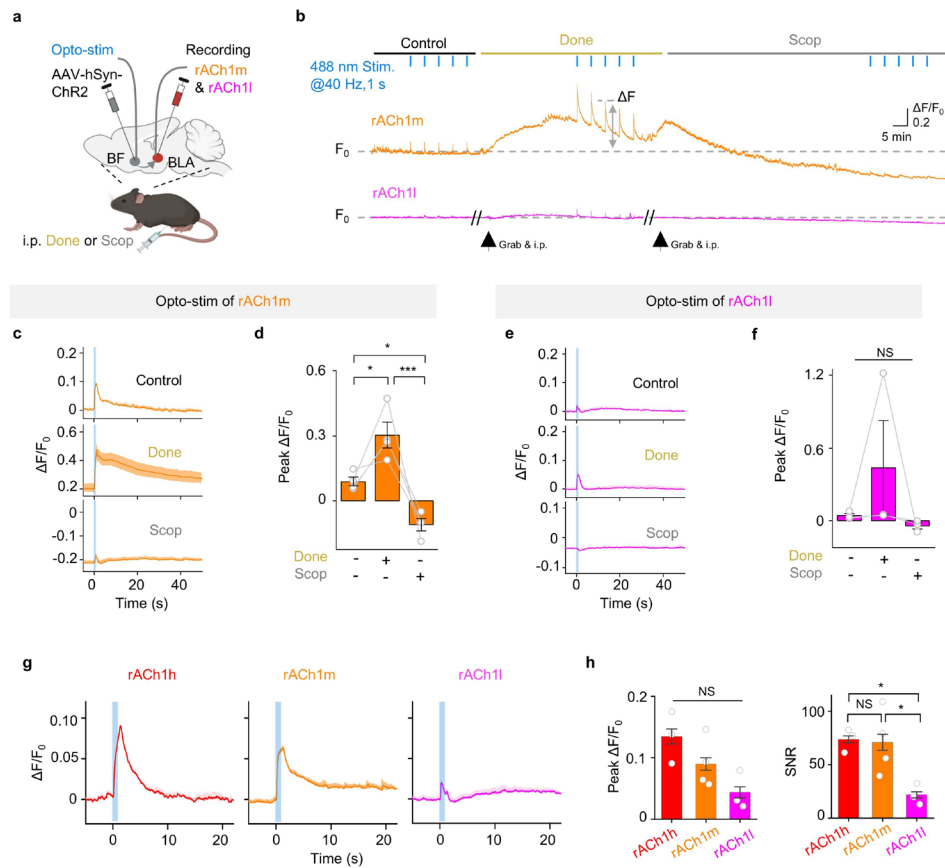 a
Opto-stim
Recording
AAV-hSyn-
ChR2
rACh1m
& rACh1l
BF
BLA
i.p. Done or Scop
b
Control
Done
Scop
488 nm Stim.
@40 Hz,1 s
ΔF
ΔF/F0
0.2
5 min
rACh1m
F0
rACh1l
F0
Grab & i.p.
Grab & i.p.
Opto-stim of rACh1m
Opto-stim of rACh1l
c
0.2
0.1
0
Control
ΔF/F0
0.6
0.4
0.2
Done
0
-0.1
-0.2
Scop
0 20 40
Time (s)
d
* 
* ***
Peak ΔF/F0
0.6
0.3
0
Done - + -
Scop - - +
e
0.2
0.1
0
Control
ΔF/F0
0.1
0
Done
0.1
0
-0.1
Scop
0 20 40
Time (s)
f
NS
Peak ΔF/F0
1.2
0.6
0
Done - + -
Scop - - +
g
rACh1h
rACh1m
rACh1l
ΔF/F0
0.10
0.05
0
0 10 20
0 10 20
0 10 20
Time (s)
h
NS
Peak ΔF/F0
0.2
0.1
0
rACh1h
rACh1m
rACh1l
*
NS *
SNR
100
50
0
rACh1h
rACh1m
rACh1l